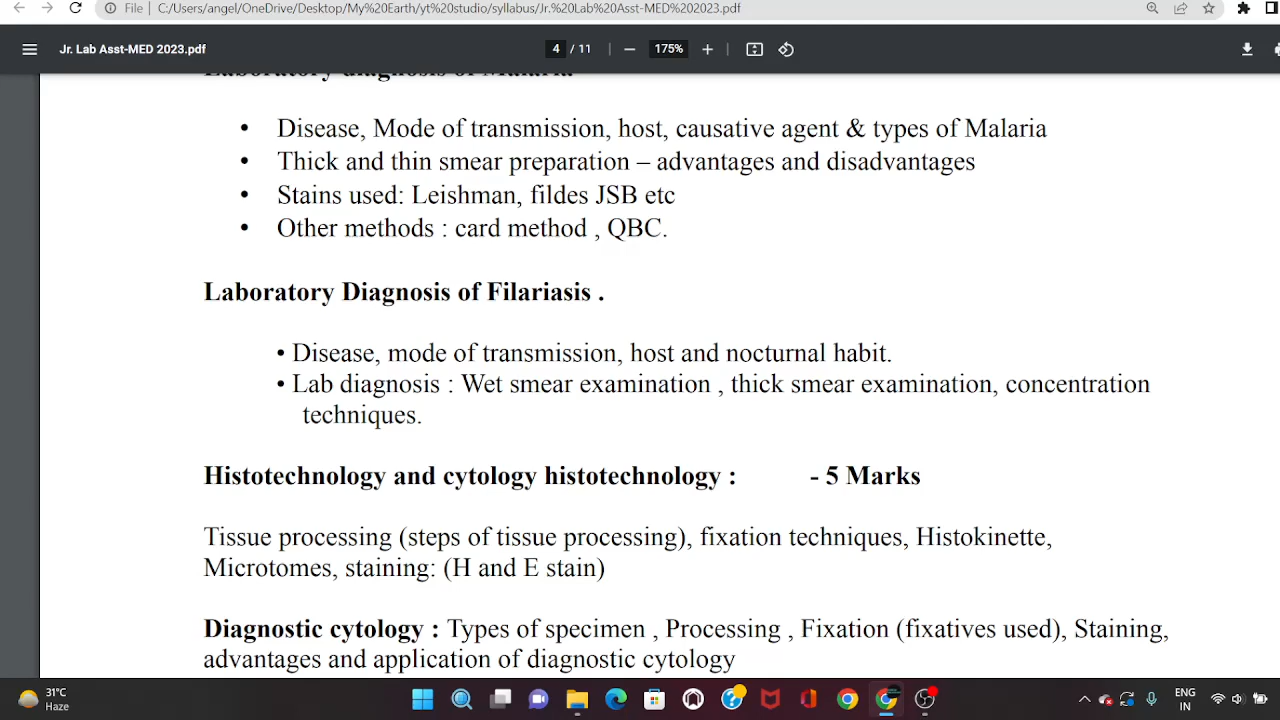 File | C:/Users/angel/OneDrive/Desktop/My%20Earth/yt%20studio/syllabus/Jr.%20Lab%20Asst-MED%202023.pdf
Jr. Lab Asst-MED 2023.pdf 4 / 11 — 175% +
Laboratory diagnosis of Malaria
• Disease, Mode of transmission, host, causative agent & types of Malaria
• Thick and thin smear preparation – advantages and disadvantages
• Stains used: Leishman, fildes JSB etc
• Other methods : card method , QBC.
Laboratory Diagnosis of Filariasis .
• Disease, mode of transmission, host and nocturnal habit.
• Lab diagnosis : Wet smear examination , thick smear examination, concentration
techniques.
Histotechnology and cytology histotechnology : - 5 Marks
Tissue processing (steps of tissue processing), fixation techniques, Histokinette,
Microtomes, staining: (H and E stain)
Diagnostic cytology : Types of specimen , Processing , Fixation (fixatives used), Staining,
advantages and application of diagnostic cytology
31°C
Haze
ENG
IN